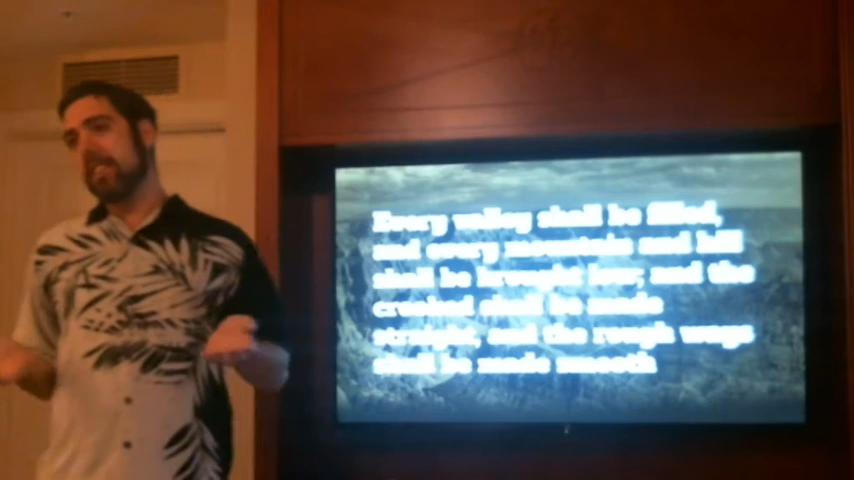 Every valley shall be filled,
and every mountain and hill
shall be brought low; and the
crooked shall be made
straight, and the rough ways
shall be made smooth